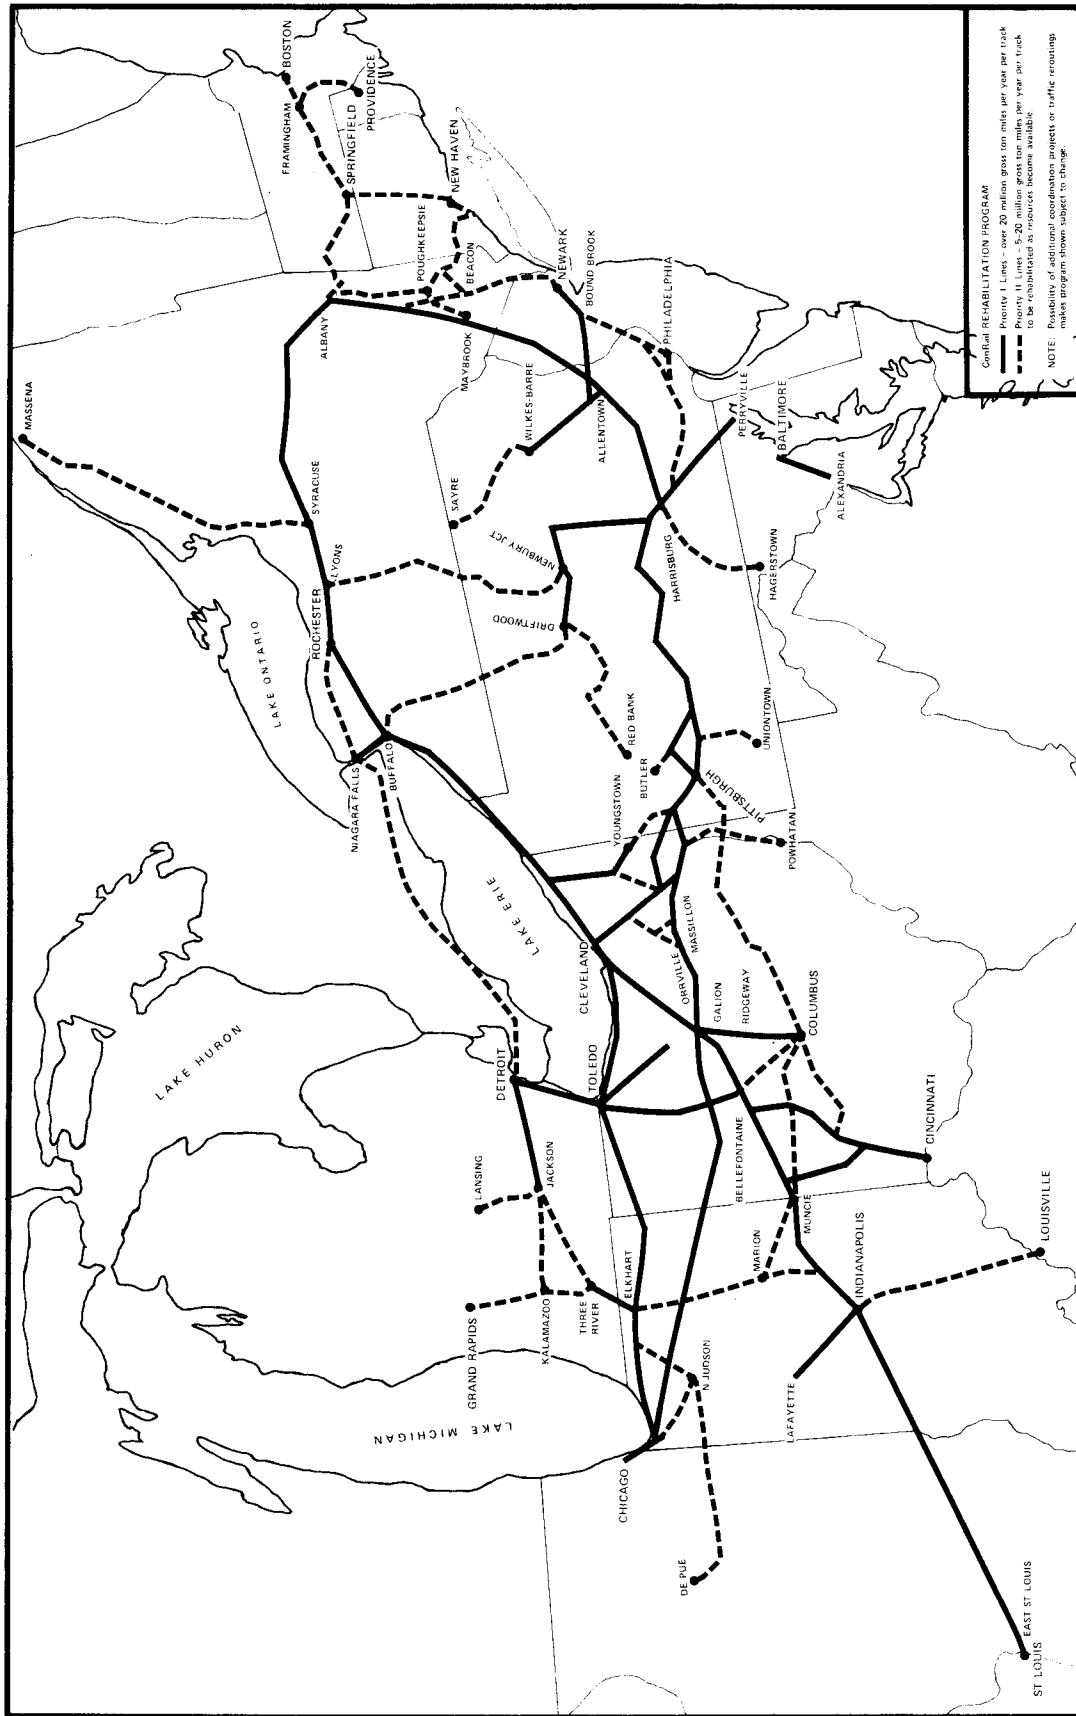 MASSENA
BOSTON
FRAMINGHAM
PROVIDENCE
SPRINGFIELD
NEW HAVEN
POUGHKEEPSIE
BEACON
ALBANY
MAYBROOK
NEWARK
BOUND BROOK
PHILADELPHIA
SYRACUSE
LYONS
ROCHESTER
LAKE ONTARIO
NIAGARA FALLS
BUFFALO
SAYRE
WILKES-BARRE
ALLENTOWN
NEWBURY JCT
DRIFTWOOD
HARRISBURG
PERRYVILLE
BALTIMORE
ALEXANDRIA
HAGERSTOWN
RED BANK
BUTLER
UNIONTOWN
PITTSBURGH
YOUNGSTOWN
POWHATAN
LAKE ERIE
LAKE HURON
CLEVELAND
MASSILLON
ORRVILLE
GALION
RIDGEWAY
COLUMBUS
DETROIT
TOLEDO
LANSING
JACKSON
BELLEFONTAINE
CINCINNATI
GRAND RAPIDS
KALAMAZOO
THREE
RIVER
ELKHART
MARION
MUNCIE
INDIANAPOLIS
LOUISVILLE
LAKE MICHIGAN
N JUDSON
LAFAYETTE
CHICAGO
DE PUE
EAST ST LOUIS
ST LOUIS
ConRail REHABILITATION PROGRAM
Priority I Lines - over 20 million gross ton miles per year per track
Priority II Lines - 5-20 million gross ton miles per year per track
to be rehabilitated as resources become available.
NOTE: Possibility of additional coordination projects or traffic reroutings
makes program shown subject to change.